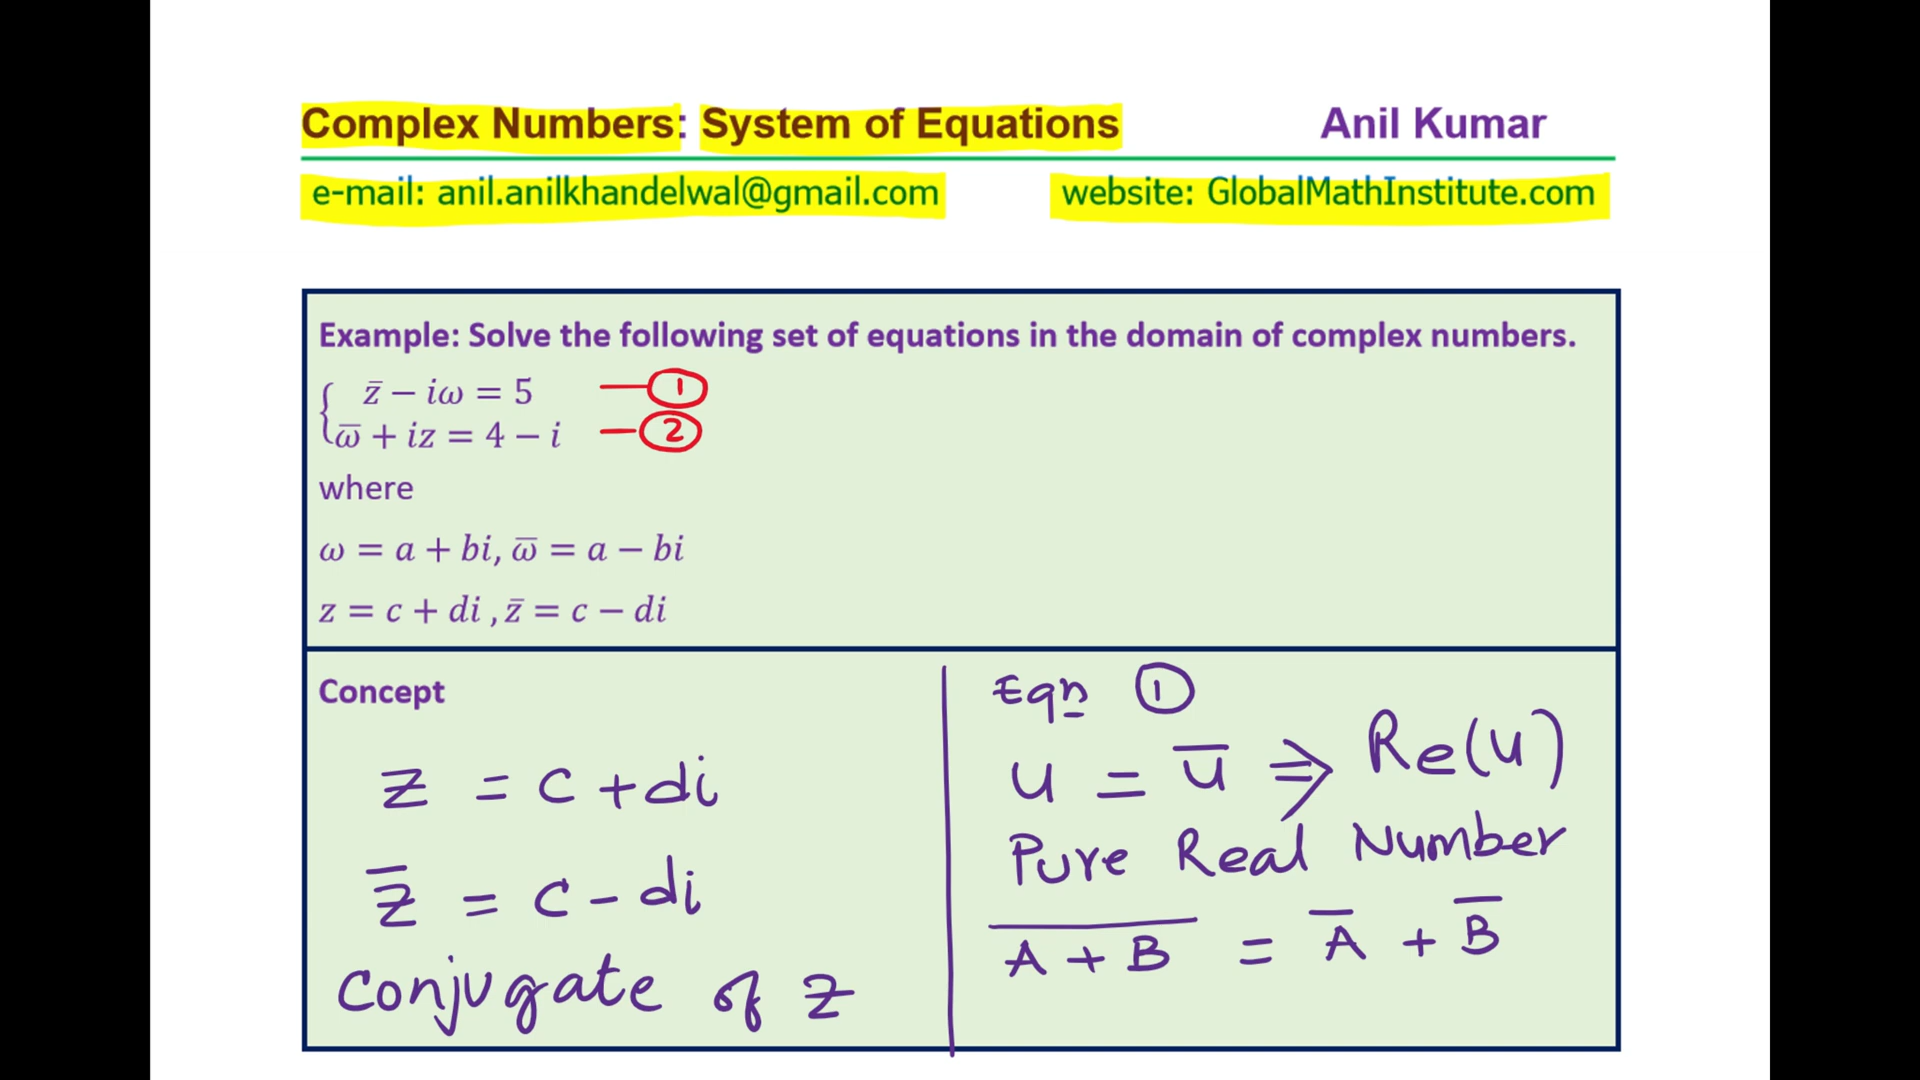 Complex Numbers: System of Equations Anil Kumar
e-mail: anil.anilkhandelwal@gmail.com website: GlobalMathInstitute.com
Example: Solve the following set of equations in the domain of complex numbers.
z̄ − iω = 5 —①
ω̄ + iz = 4 − i —②
where
ω = a + bi, ω̄ = a − bi
z = c + di , z̄ = c − di
Concept
z = c + di
z̄ = c - di
Conjugate of z
Eqn ①
u = u̅ ⇒ Re(u)
Pure Real Number
A̅ ̅+̅ ̅B̅ = A̅ + B̅